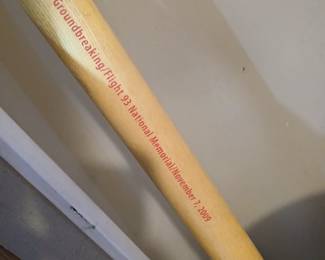 Groundbreaking/Flight 93 National Memorial/November 7, 2009